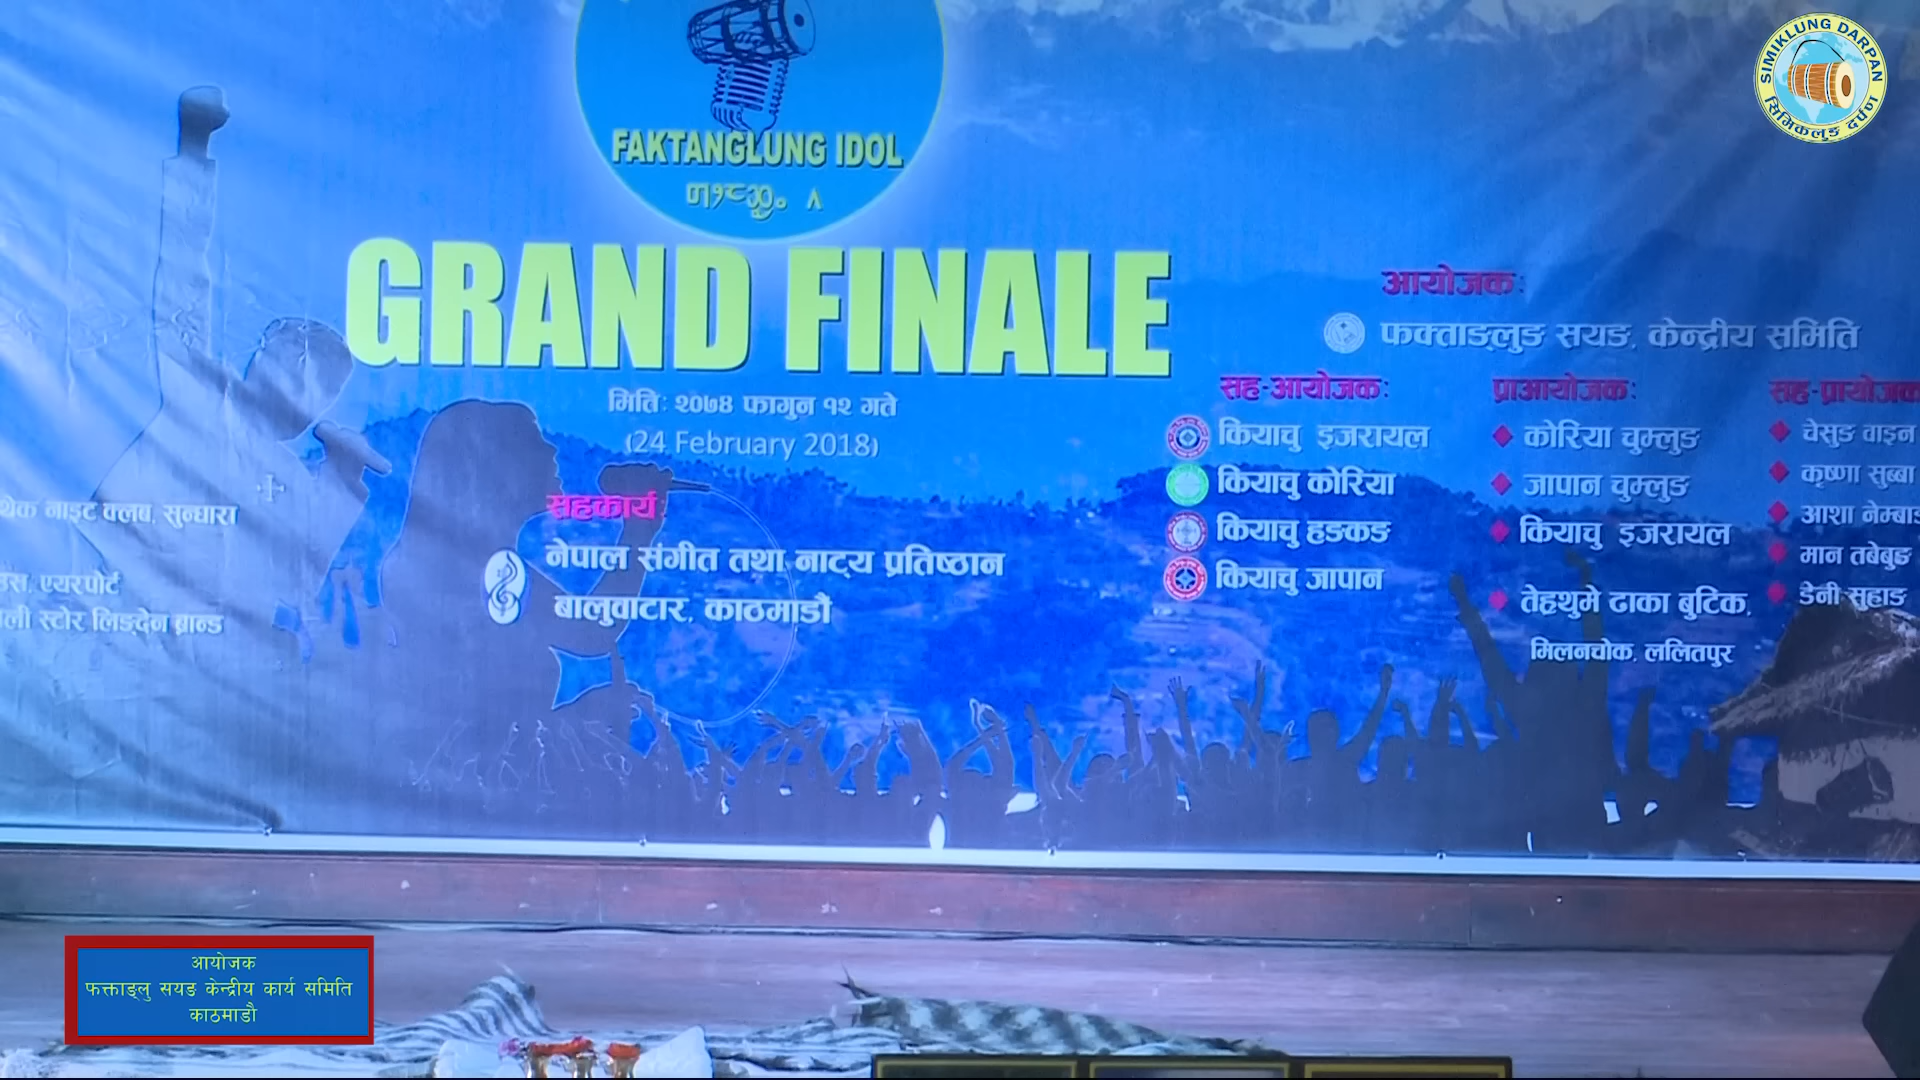 SIMIKLUNG DARPAN
सिमिकलुङ दर्पण
FAKTANGLUNG IDOL
GRAND FINALE
मिति: २०७४ फागुन १२ गते
(24 February 2018)
सहकार्य:
नेपाल संगीत तथा नाट्य प्रतिष्ठान
बालुवाटार, काठमाडौं
नाइट क्लब, सुन्धारा
एयरपोर्ट
स्टोर लिङ्देन ब्रान्ड
आयोजक:
फक्ताङ्लुङ सयङ, केन्द्रीय समिति
सह-आयोजक:
कियाचु इजरायल
कियाचु कोरिया
कियाचु हङकङ
कियाचु जापान
प्राआयोजक:
कोरिया चुम्लुङ
जापान चुम्लुङ
कियाचु इजरायल
तेह्रथुमे ढाका बुटिक,
मिलनचोक, ललितपुर
चेसुङ वाइन
कृष्णा सुब्बा
आशा
मान तबेबुङ
डेनी सुहाङ
आयोजक
फक्ताङ्लु सयङ केन्द्रीय कार्य समिति
काठमाडौ